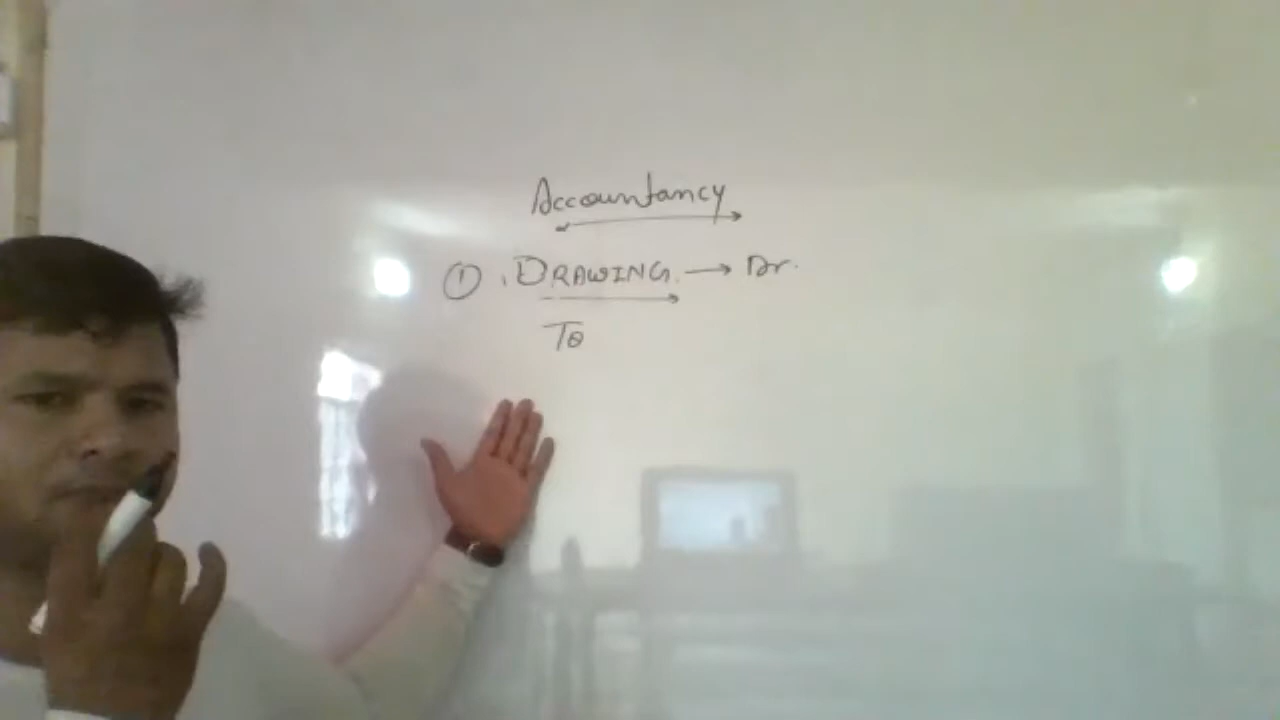 Accountancy
① . DRAWING. → Dr.
To